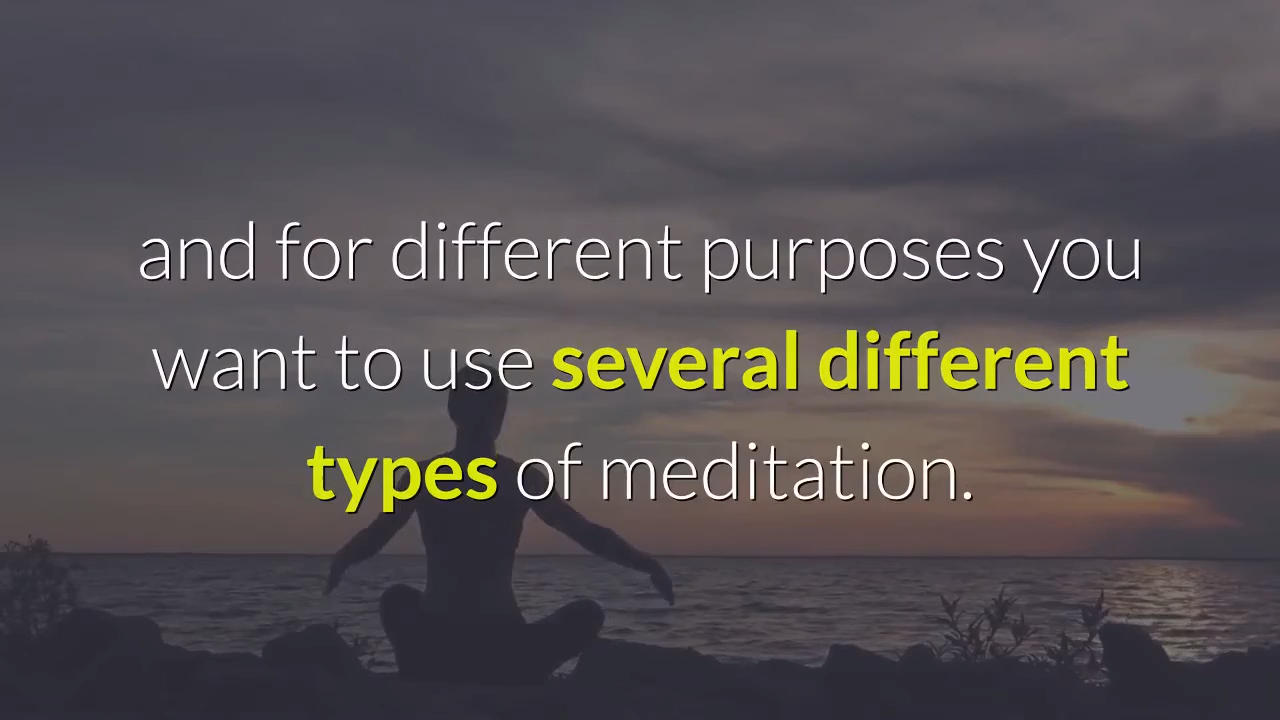 and for different purposes you
want to use several different
types of meditation.